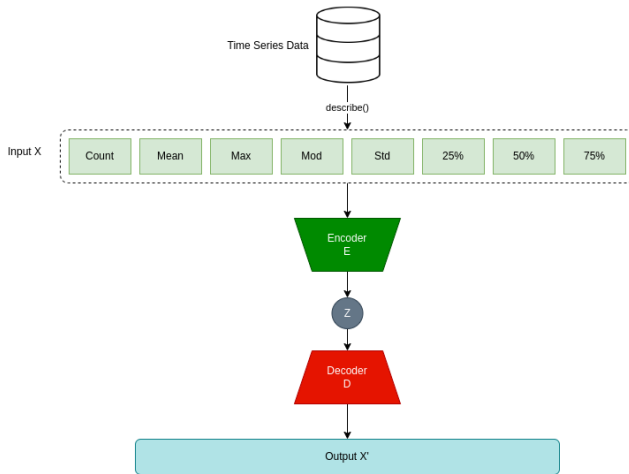 Time Series Data
describe()
Input X
Count
Mean
Max
Mod
Std
25%
50%
75%
Encoder
E
Z
Decoder
D
Output X'